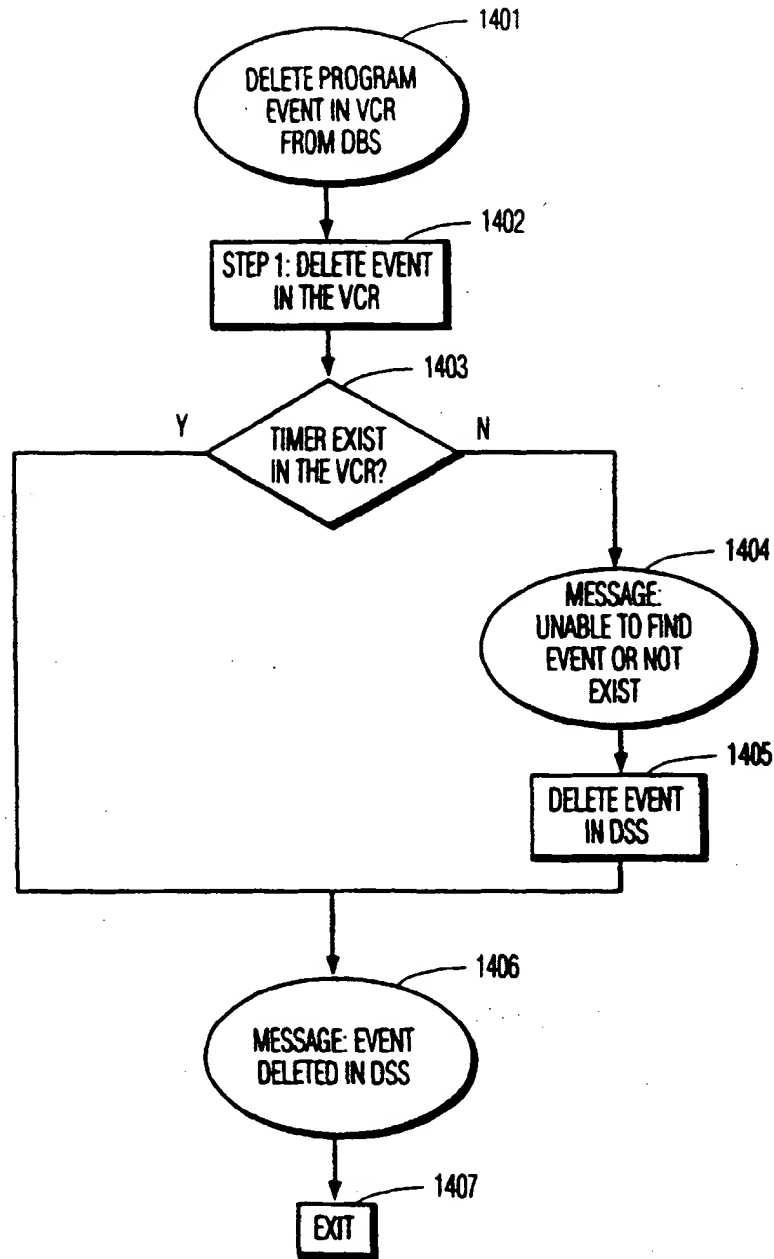 1401
DELETE PROGRAM
EVENT IN VCR
FROM DBS
1402
STEP 1: DELETE EVENT
IN THE VCR
1403
Y
TIMER EXIST
IN THE VCR?
N
1404
MESSAGE:
UNABLE TO FIND
EVENT OR NOT
EXIST
1405
DELETE EVENT
IN DSS
1406
MESSAGE: EVENT
DELETED IN DSS
1407
EXIT